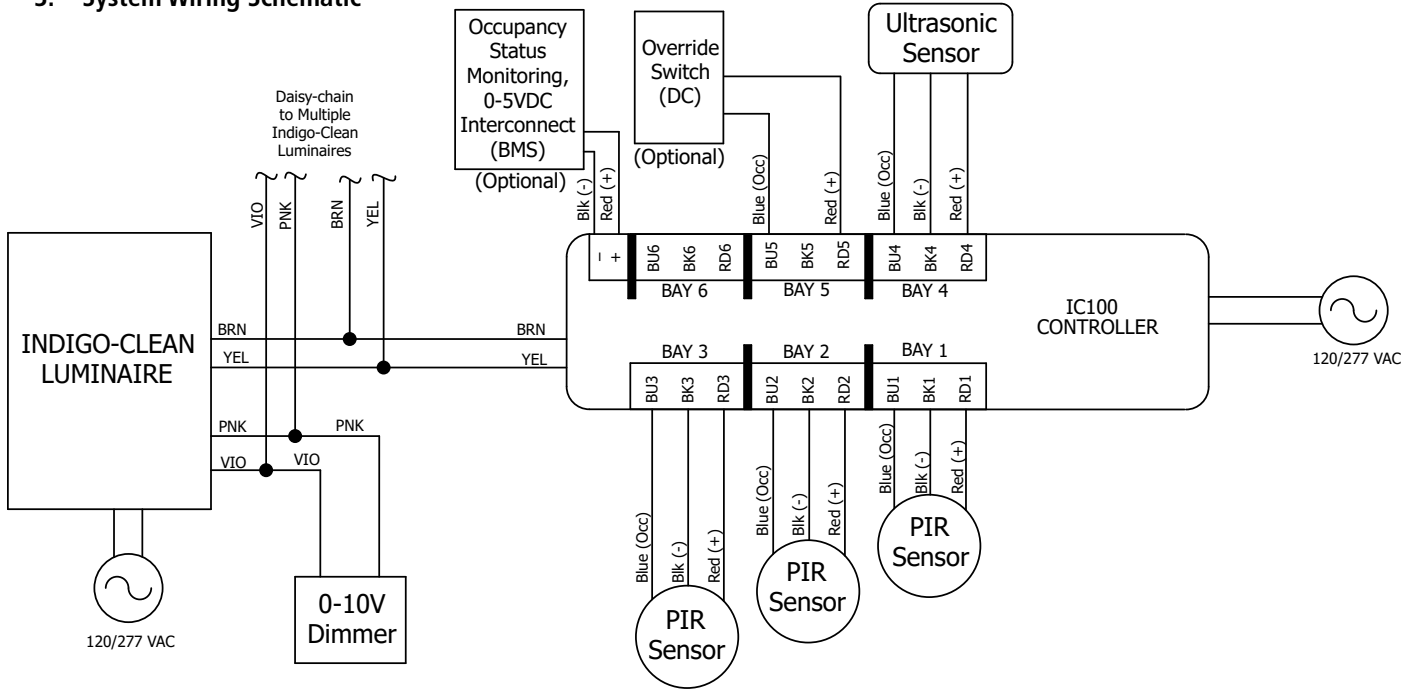 5. System Wiring Schematic
Occupancy
Status
Monitoring,
0-5VDC
Interconnect
(BMS)
(Optional)
Override
Switch
(DC)
(Optional)
Ultrasonic
Sensor
Daisy-chain
to Multiple
Indigo-Clean
Luminaires
VIO
PNK
BRN
YEL
Blk (-)
Red (+)
Blue (Occ)
Red (+)
Blue (Occ)
Blk (-)
Red (+)
- +
BU6 BK6 RD6
BU5 BK5 RD5
BU4 BK4 RD4
BAY 6 BAY 5 BAY 4
IC100
CONTROLLER
120/277 VAC
INDIGO-CLEAN
LUMINAIRE
BRN BRN
YEL YEL
PNK PNK
VIO VIO
BAY 3 BAY 2 BAY 1
BU3 BK3 RD3
BU2 BK2 RD2
BU1 BK1 RD1
Blue (Occ)
Blk (-)
Red (+)
Blue (Occ)
Blk (-)
Red (+)
Blue (Occ)
Blk (-)
Red (+)
PIR
Sensor
PIR
Sensor
PIR
Sensor
0-10V
Dimmer
120/277 VAC